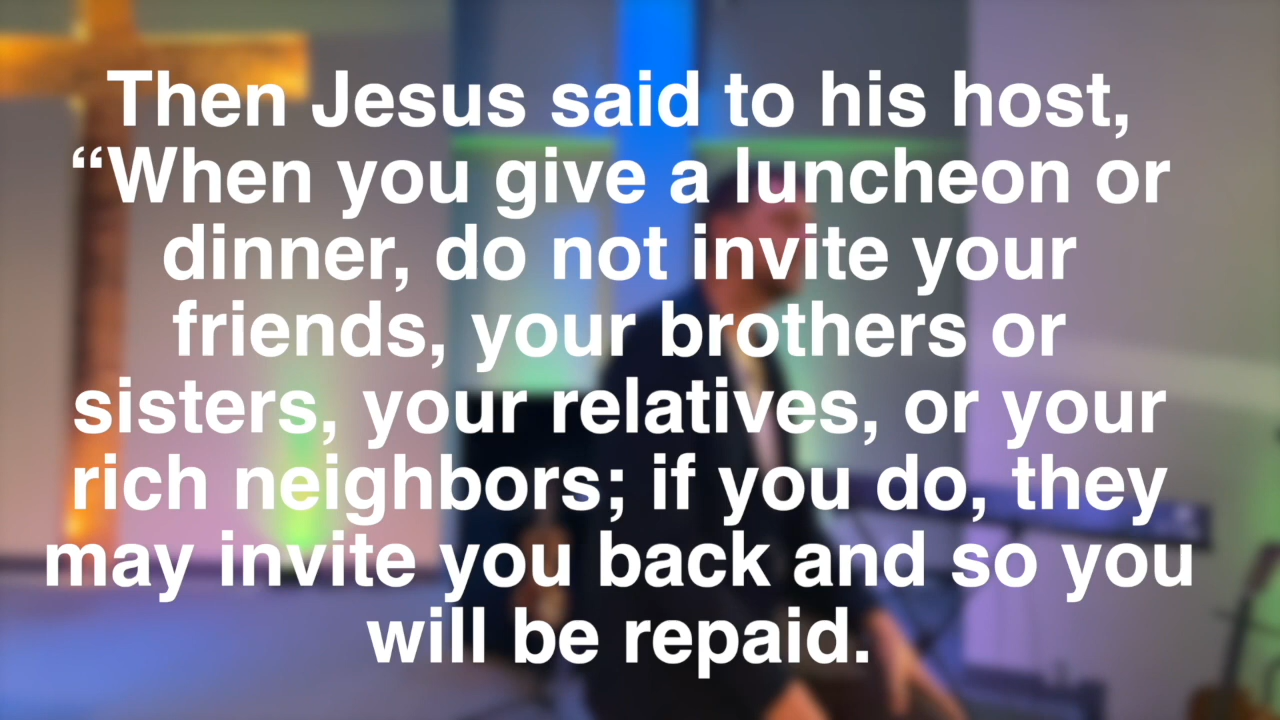 Then Jesus said to his host,
“When you give a luncheon or
dinner, do not invite your
friends, your brothers or
sisters, your relatives, or your
rich neighbors; if you do, they
may invite you back and so you
will be repaid.